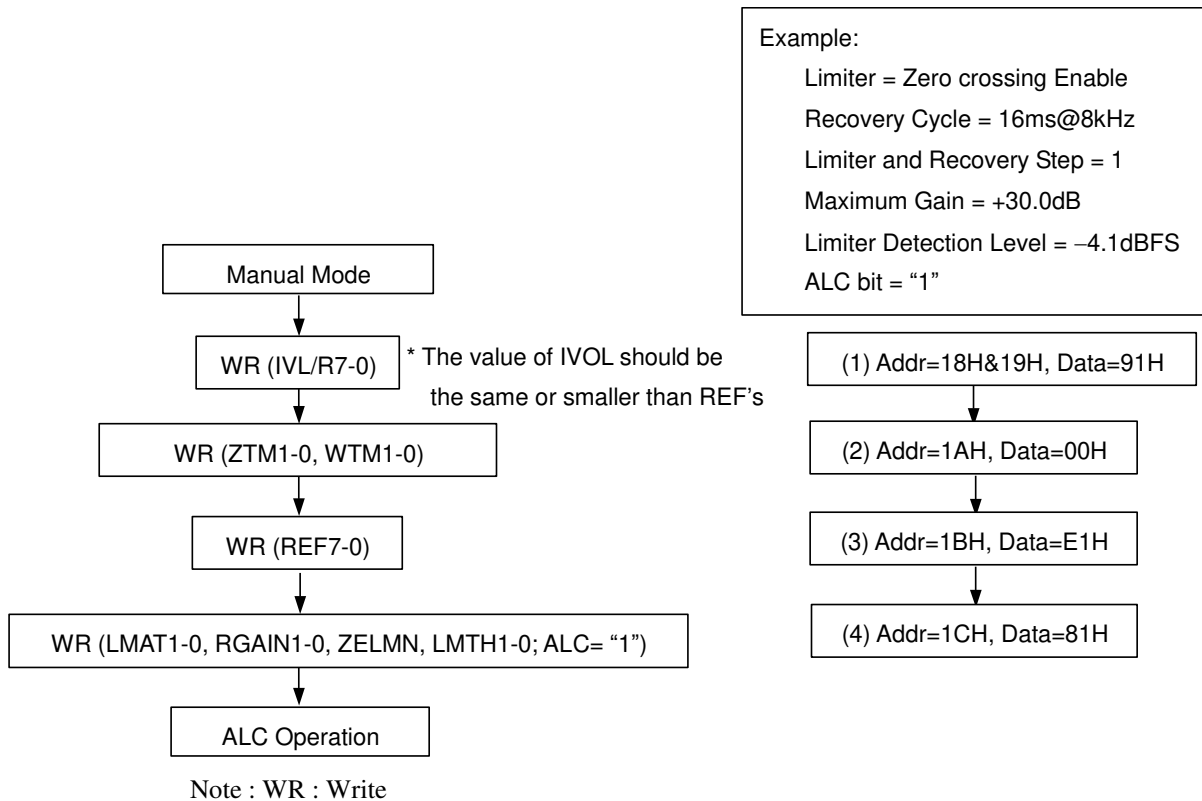 Example:
Limiter = Zero crossing Enable
Recovery Cycle = 16ms@8kHz
Limiter and Recovery Step = 1
Maximum Gain = +30.0dB
Limiter Detection Level = −4.1dBFS
ALC bit = “1”
Manual Mode
WR (IVL/R7-0)
* The value of IVOL should be
the same or smaller than REF’s
WR (ZTM1-0, WTM1-0)
WR (REF7-0)
WR (LMAT1-0, RGAIN1-0, ZELMN, LMTH1-0; ALC= “1”)
ALC Operation
Note : WR : Write
(1) Addr=18H&19H, Data=91H
(2) Addr=1AH, Data=00H
(3) Addr=1BH, Data=E1H
(4) Addr=1CH, Data=81H